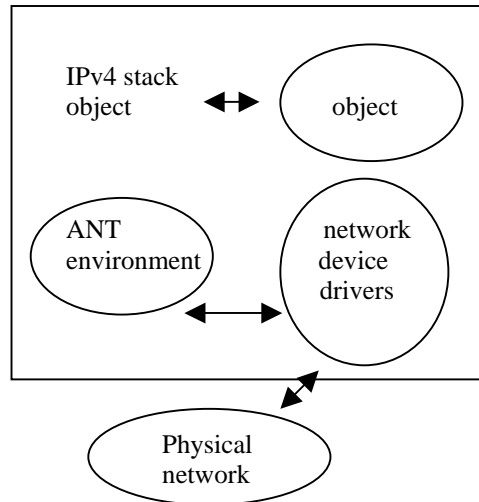 IPv4 stack
object
object
ANT
environment
network
device
drivers
Physical
network